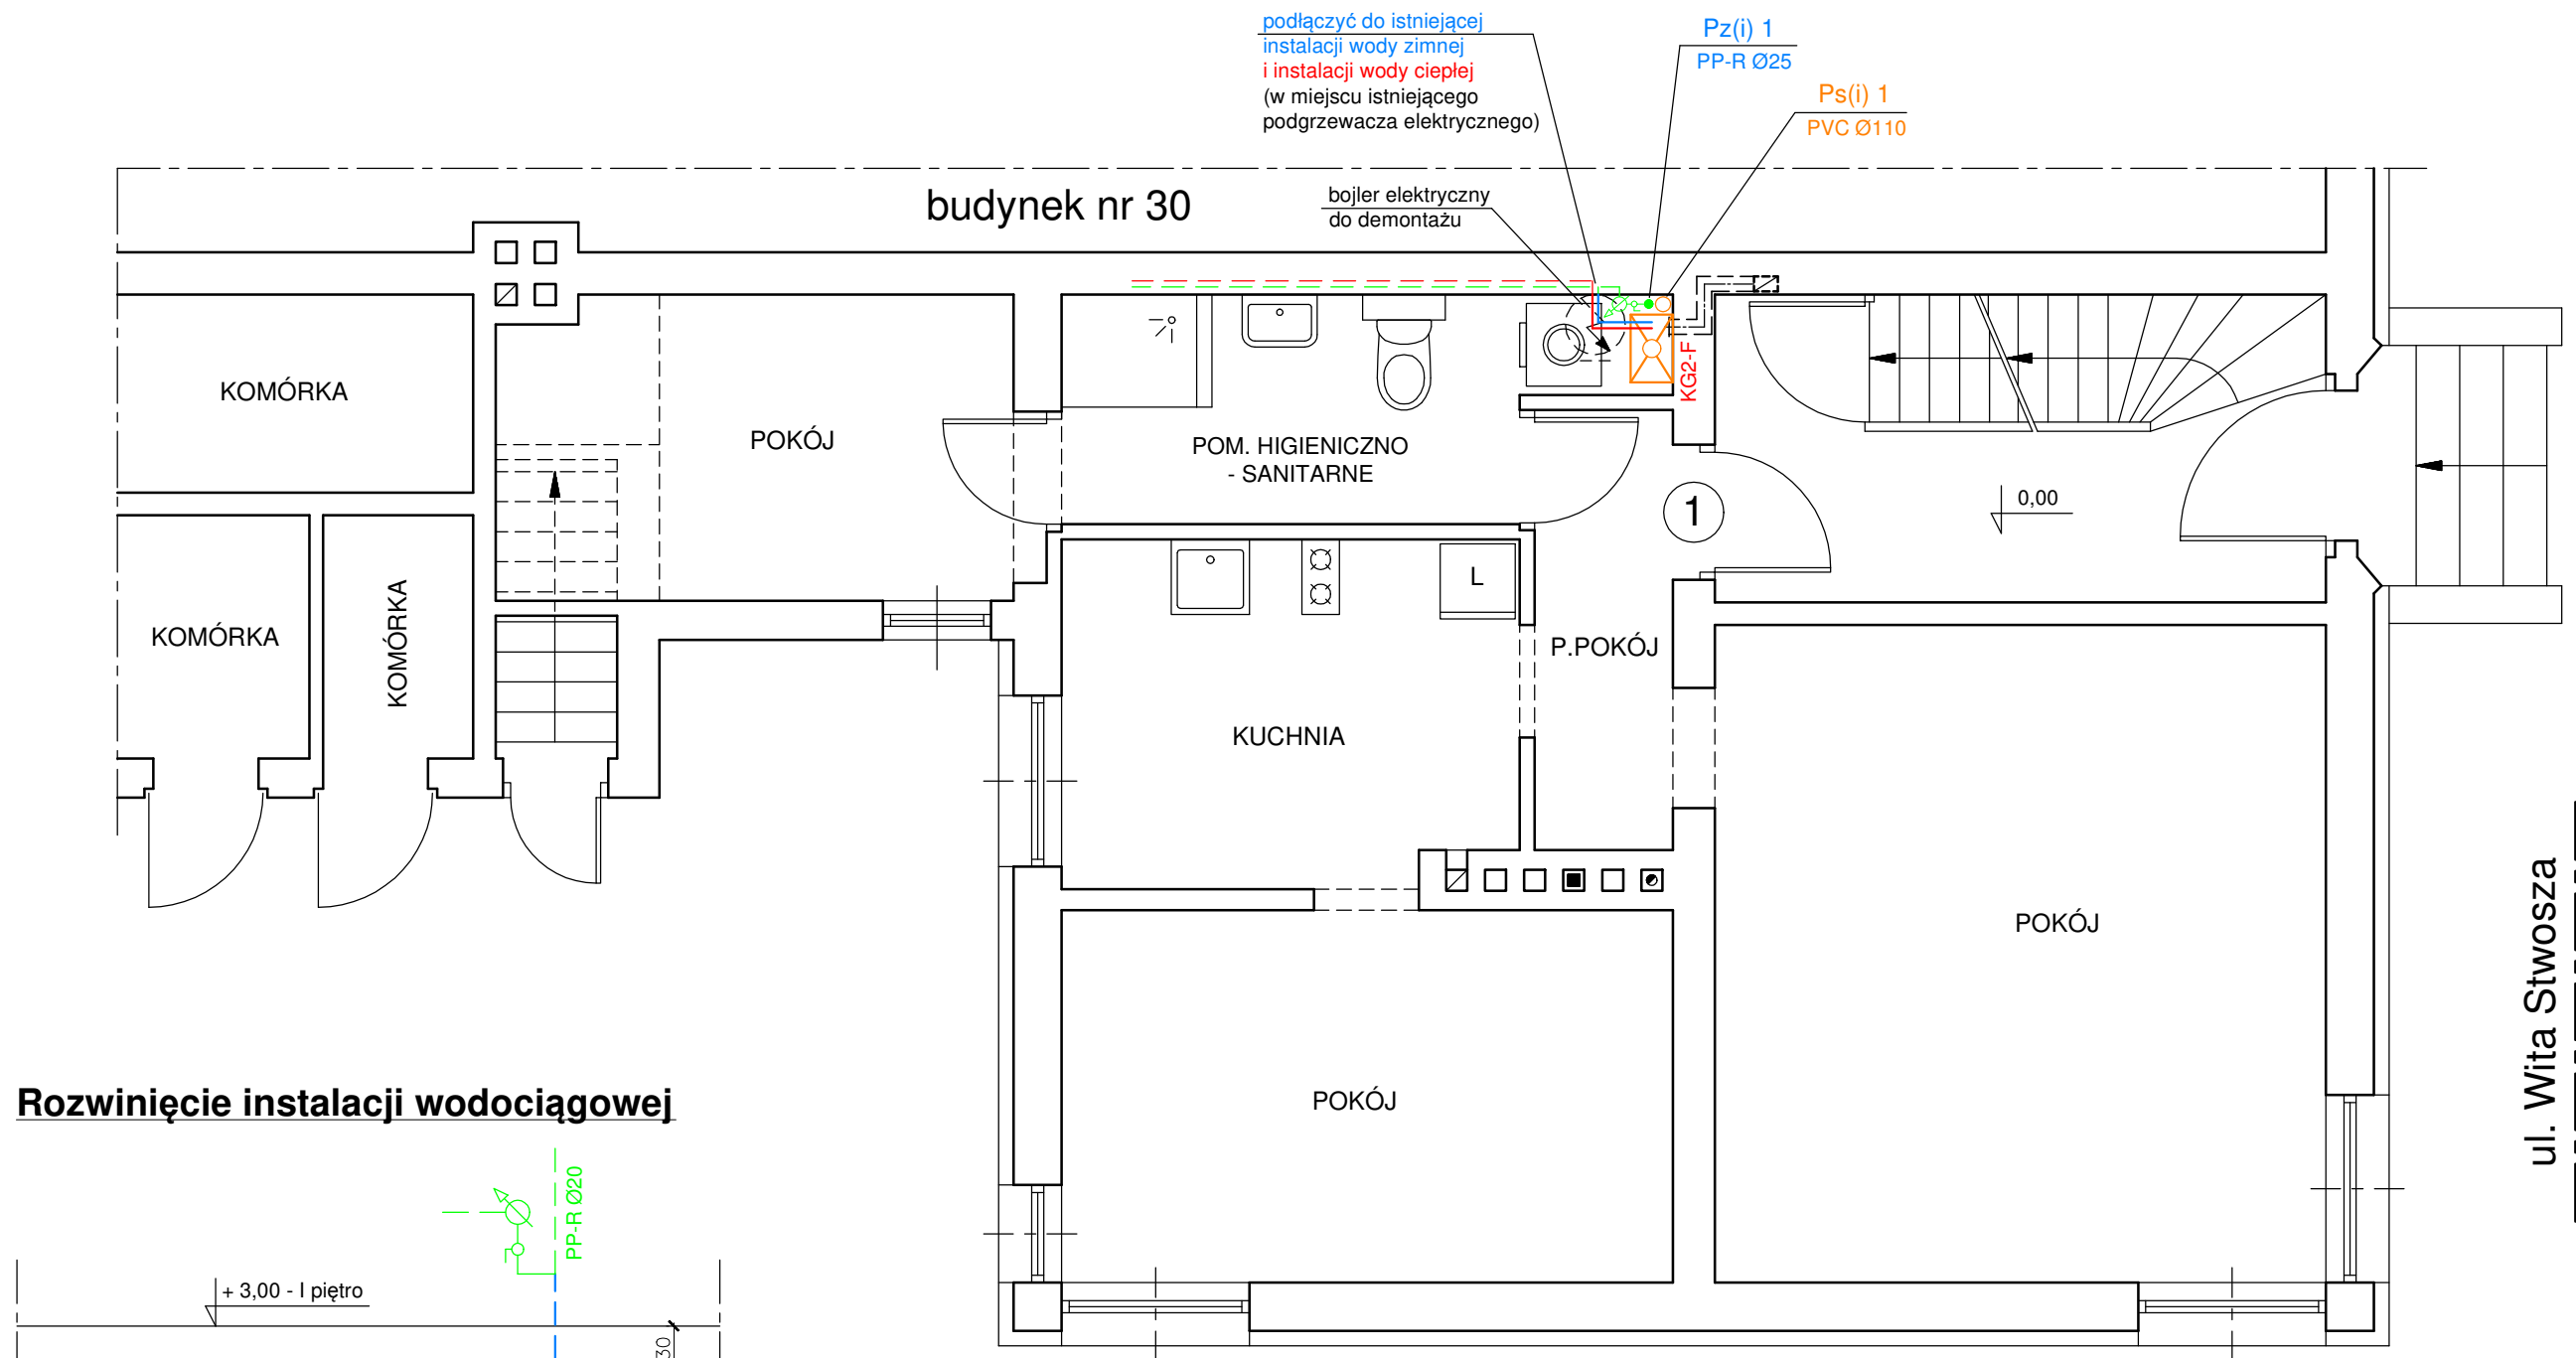 podłączyć do istniejącej
instalacji wody zimnej
i instalacji wody ciepłej
(w miejscu istniejącego
podgrzewacza elektrycznego)
Pz(i) 1
PP-R Ø25
Ps(i) 1
PVC Ø110
budynek nr 30
bojler elektryczny
do demontażu
KG2-F
KOMÓRKA
POKÓJ
POM. HIGIENICZNO
- SANITARNE
1
0,00
L
KOMÓRKA
KOMÓRKA
P.POKÓJ
KUCHNIA
POKÓJ
ul. Wita Stwosza
POKÓJ
Rozwinięcie instalacji wodociągowej
PP-R Ø20
+ 3,00 - I piętro
30